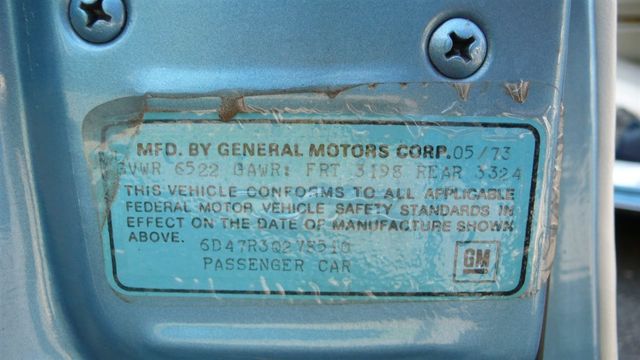 MFD. BY GENERAL MOTORS CORP. 05/73
GVWR 6522 GAWR: FRT 3198 REAR 3324
THIS VEHICLE CONFORMS TO ALL APPLICABLE
FEDERAL MOTOR VEHICLE SAFETY STANDARDS IN
EFFECT ON THE DATE OF MANUFACTURE SHOWN
ABOVE. 6D47R3Q278510
PASSENGER CAR
GM